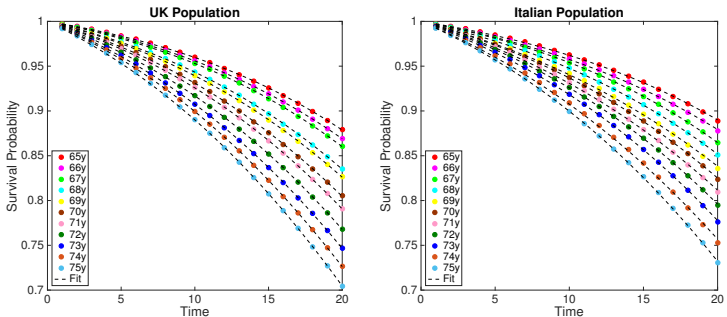 UK Population
Survival Probability
1
0.95
0.9
0.85
0.8
0.75
0.7
65y
66y
67y
68y
69y
70y
71y
72y
73y
74y
75y
Fit
0 5 10 15 20
Time
Italian Population
Survival Probability
1
0.95
0.9
0.85
0.8
0.75
0.7
65y
66y
67y
68y
69y
70y
71y
72y
73y
74y
75y
Fit
0 5 10 15 20
Time